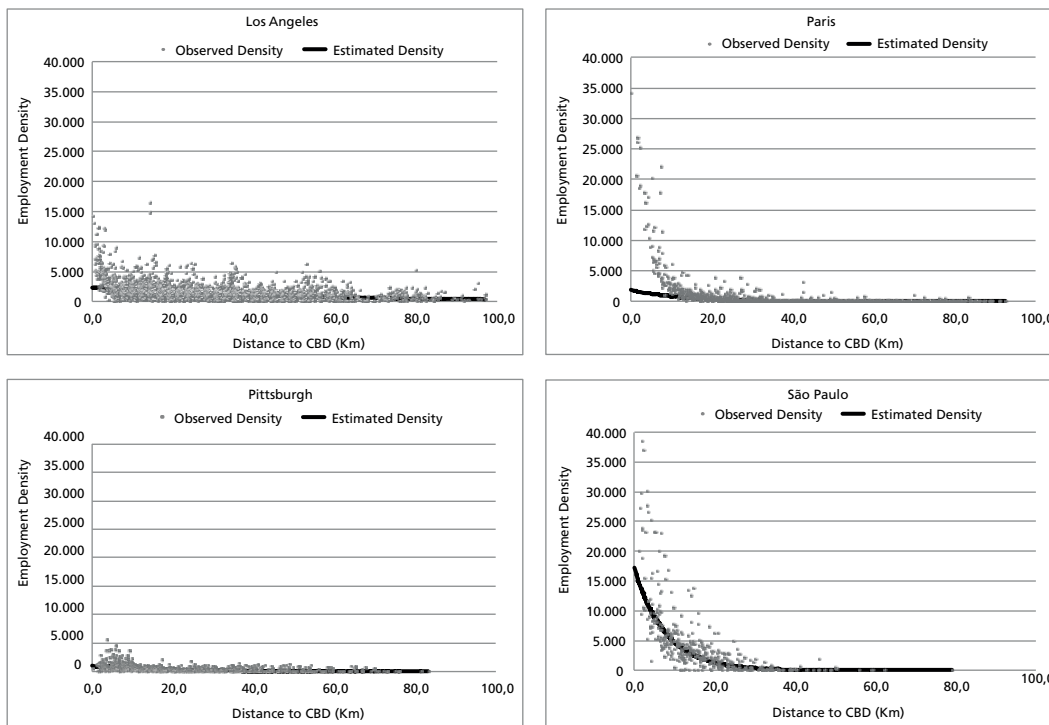 Los Angeles
Observed Density Estimated Density
Employment Density
40.000
35.000
30.000
25.000
20.000
15.000
10.000
5.000
0
0,0 20,0 40,0 60,0 80,0 100,0
Distance to CBD (Km)
Paris
Observed Density Estimated Density
Employment Density
40.000
35.000
30.000
25.000
20.000
15.000
10.000
5.000
0
0,0 20,0 40,0 60,0 80,0 100,0
Distance to CBD (Km)
Pittsburgh
Observed Density Estimated Density
Employment Density
40.000
35.000
30.000
25.000
20.000
15.000
10.000
5.000
0
0,0 20,0 40,0 60,0 80,0 100,0
Distance to CBD (Km)
São Paulo
Observed Density Estimated Density
Employment Density
40.000
35.000
30.000
25.000
20.000
15.000
10.000
5.000
0
0,0 20,0 40,0 60,0 80,0 100,0
Distance to CBD (Km)